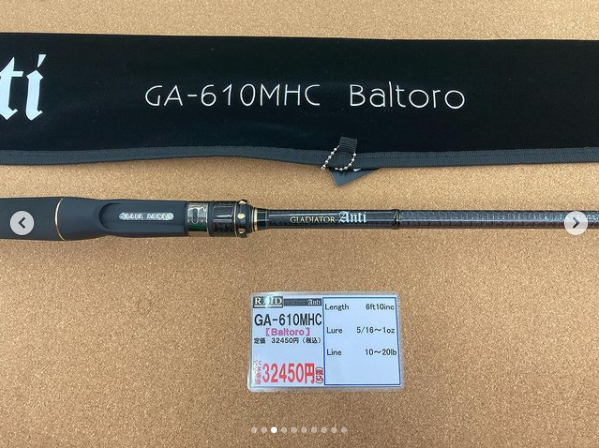 nti
GA-610MHC Baltoro
GLADIATOR Anti
RAID Anti
GA-610MHC
【Baltoro】
定価 32450円（税込）
32450円
Length 6ft10inc
Lure 5/16～1oz
Line 10～20lb